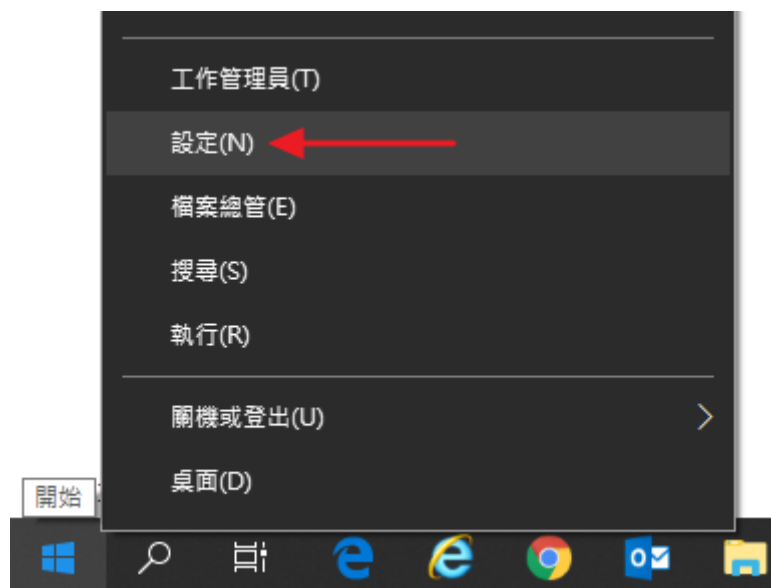 工作管理員(T)
設定(N)
檔案總管(E)
搜尋(S)
執行(R)
關機或登出(U)
桌面(D)
開始